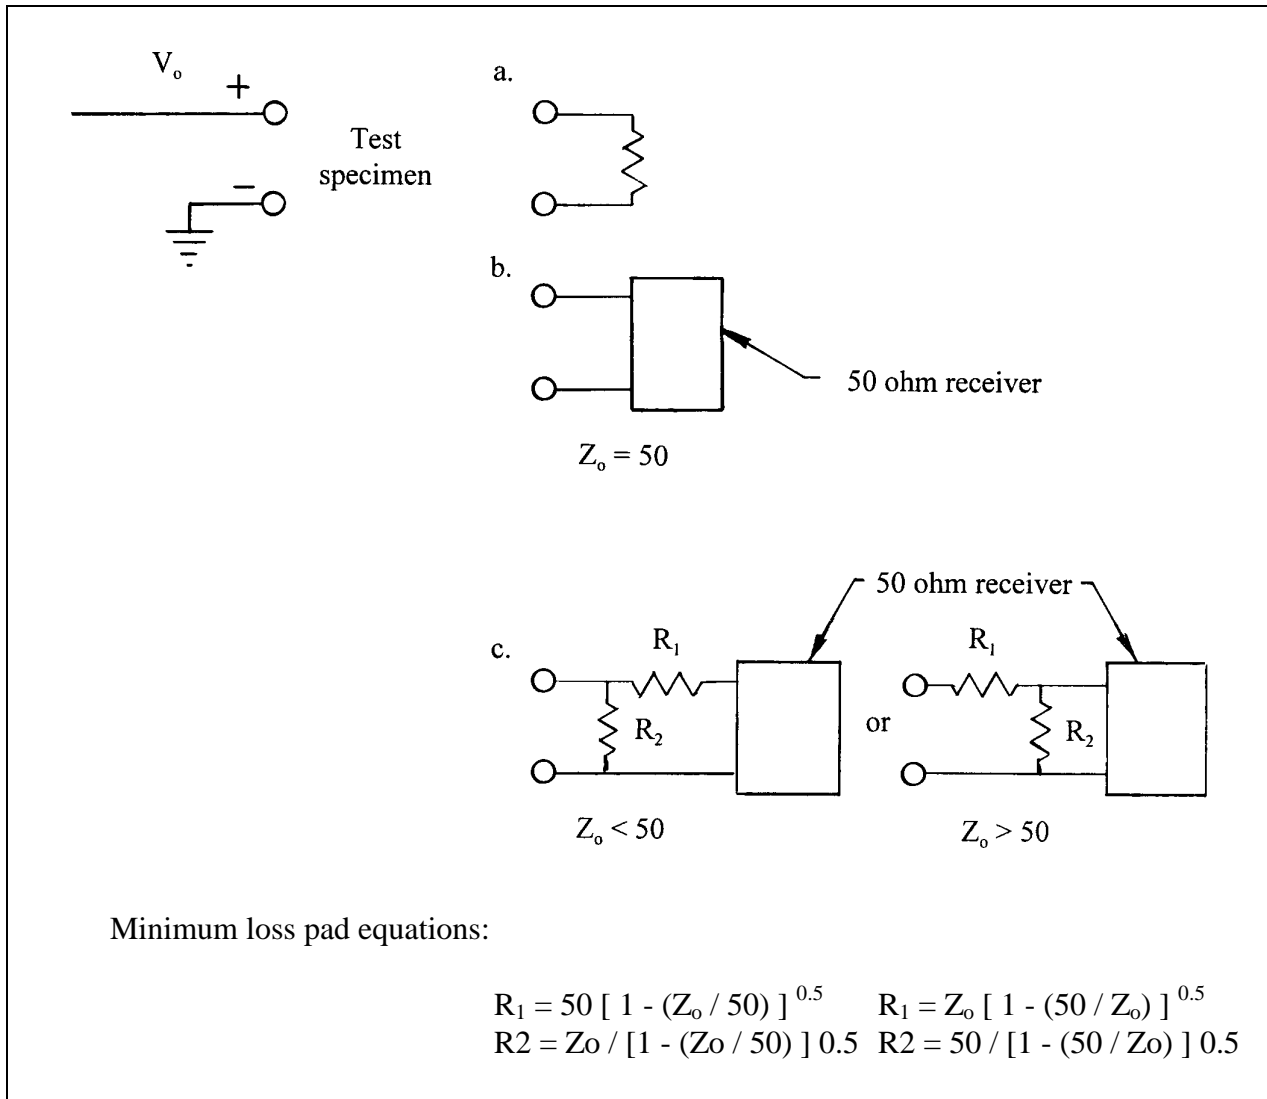 Vₒ
+
−
Test
specimen
a.
b.
50 ohm receiver
Zₒ = 50
50 ohm receiver
c.
R₁
R₂
Zₒ < 50
or
R₁
R₂
Zₒ > 50
Minimum loss pad equations:
R₁ = 50 [ 1 - (Zₒ / 50) ] ^0.5 R₁ = Zₒ [ 1 - (50 / Zₒ) ] ^0.5
R2 = Zo / [1 - (Zo / 50) ] 0.5 R2 = 50 / [1 - (50 / Zo) ] 0.5